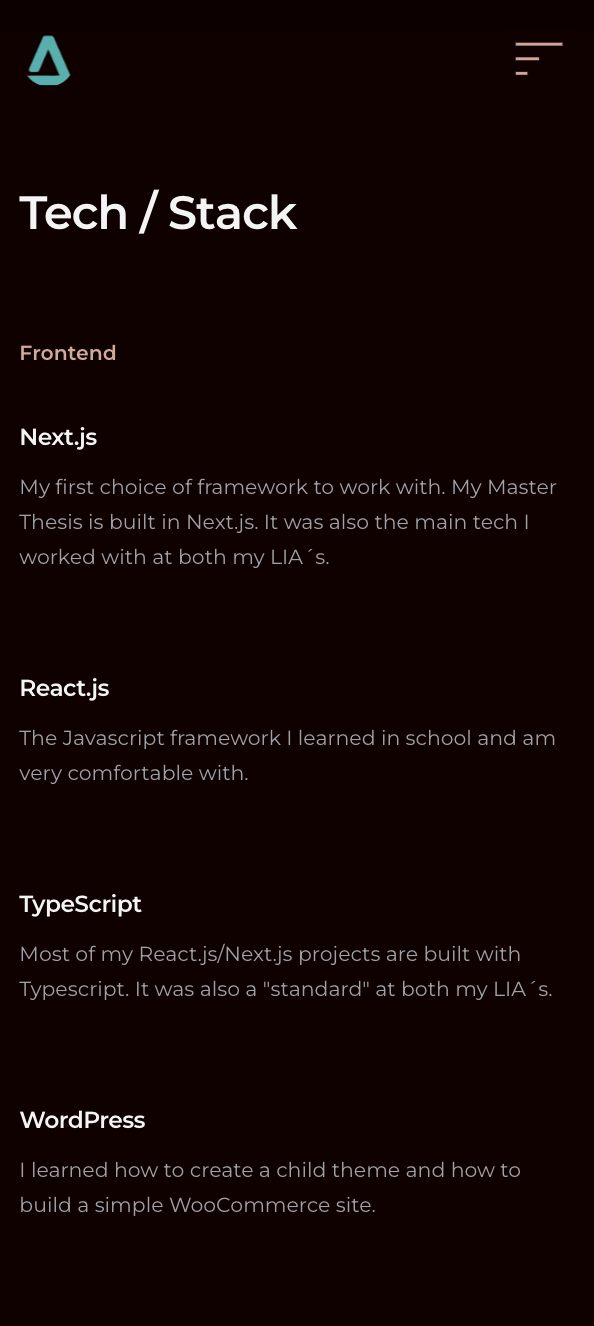 Tech / Stack
Frontend
Next.js
My first choice of framework to work with. My Master
Thesis is built in Next.js. It was also the main tech I
worked with at both my LIA´s.
React.js
The Javascript framework I learned in school and am
very comfortable with.
TypeScript
Most of my React.js/Next.js projects are built with
Typescript. It was also a "standard" at both my LIA´s.
WordPress
I learned how to create a child theme and how to
build a simple WooCommerce site.